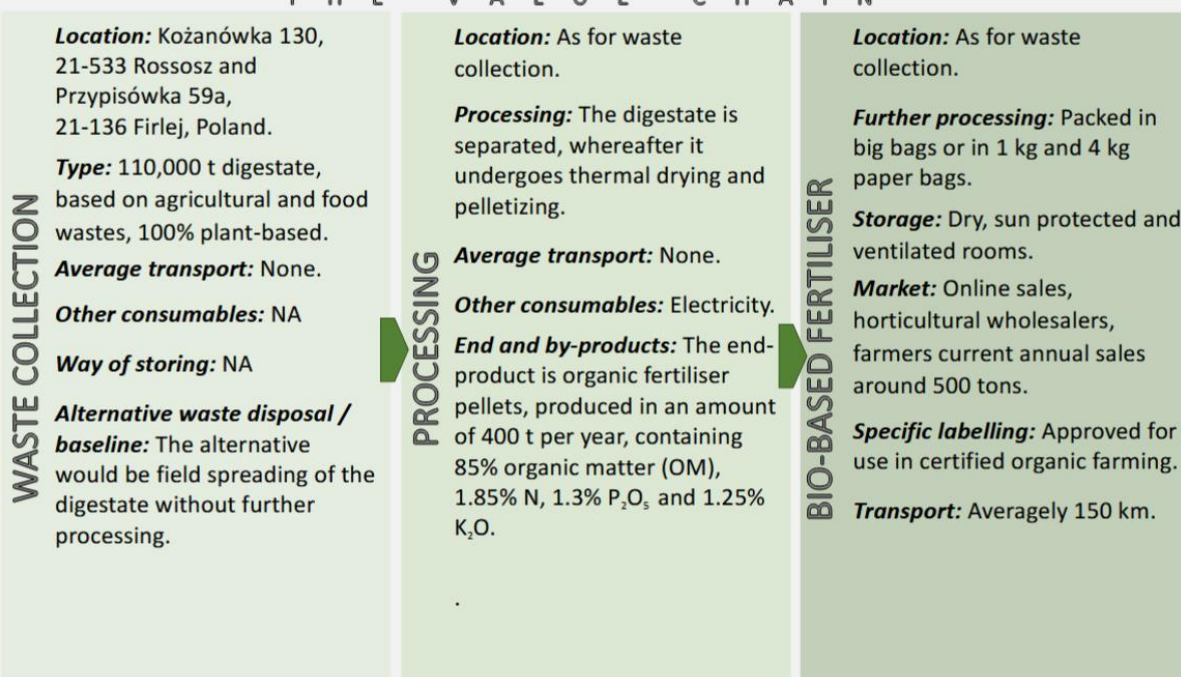 THE VALUE CHAIN
WASTE COLLECTION
Location: Kożanówka 130,
21-533 Rossosz and
Przypisówka 59a,
21-136 Firlej, Poland.
Type: 110,000 t digestate,
based on agricultural and food
wastes, 100% plant-based.
Average transport: None.
Other consumables: NA
Way of storing: NA
Alternative waste disposal /
baseline: The alternative
would be field spreading of the
digestate without further
processing.
PROCESSING
Location: As for waste
collection.
Processing: The digestate is
separated, whereafter it
undergoes thermal drying and
pelletizing.
Average transport: None.
Other consumables: Electricity.
End and by-products: The end-
product is organic fertiliser
pellets, produced in an amount
of 400 t per year, containing
85% organic matter (OM),
1.85% N, 1.3% P₂O₅ and 1.25%
K₂O.
.
BIO-BASED FERTILISER
Location: As for waste
collection.
Further processing: Packed in
big bags or in 1 kg and 4 kg
paper bags.
Storage: Dry, sun protected and
ventilated rooms.
Market: Online sales,
horticultural wholesalers,
farmers current annual sales
around 500 tons.
Specific labelling: Approved for
use in certified organic farming.
Transport: Averagely 150 km.